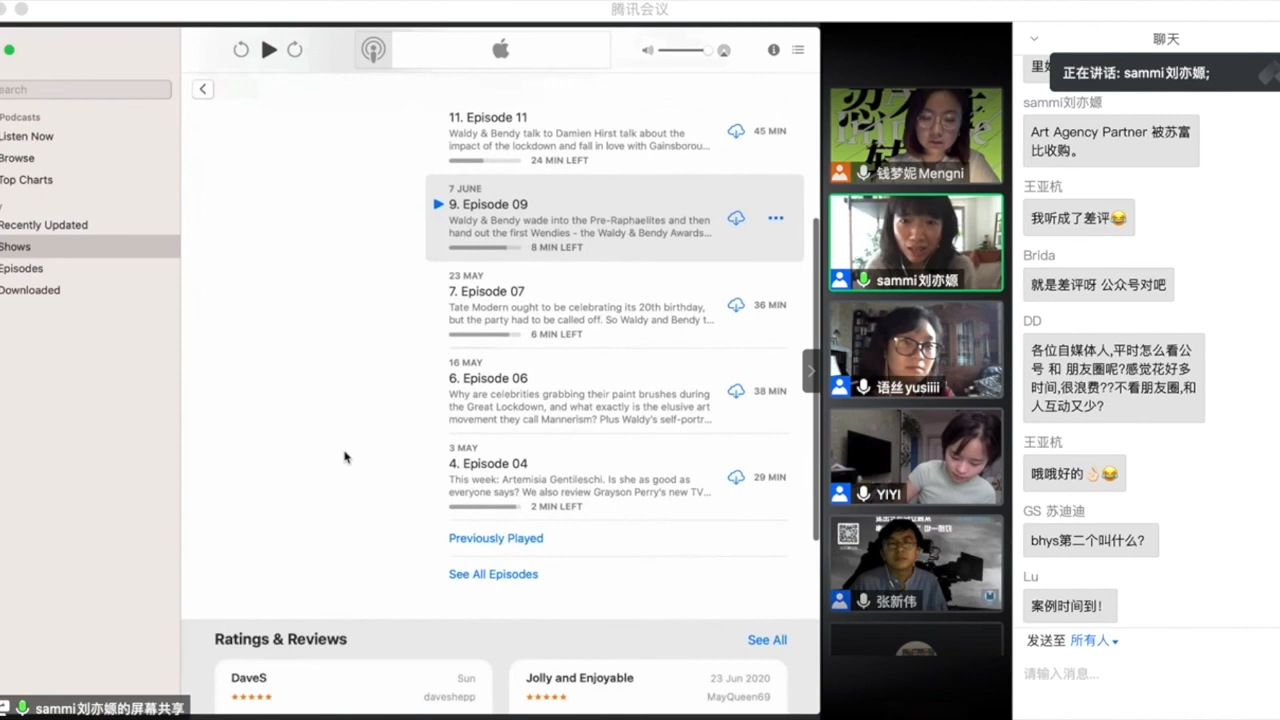 腾讯会议
earch
Podcasts
Listen Now
Browse
Top Charts
Recently Updated
Shows
Episodes
Downloaded
11. Episode 11
Waldy & Bendy talk to Damien Hirst talk about the
impact of the lockdown and fall in love with Gainsborou...
24 MIN LEFT
45 MIN
7 JUNE
9. Episode 09
Waldy & Bendy wade into the Pre-Raphaelites and then
hand out the first Wendies - the Waldy & Bendy Awards...
8 MIN LEFT
23 MAY
7. Episode 07
Tate Modern ought to be celebrating its 20th birthday,
but the party had to be called off. So Waldy and Bendy t...
6 MIN LEFT
36 MIN
16 MAY
6. Episode 06
Why are celebrities grabbing their paint brushes during
the Great Lockdown, and what exactly is the elusive art
movement they call Mannerism? Plus Waldy's self-portr...
38 MIN
3 MAY
4. Episode 04
This week: Artemisia Gentileschi. Is she as good as
everyone says? We also review Grayson Perry's new TV...
2 MIN LEFT
29 MIN
Previously Played
See All Episodes
Ratings & Reviews
See All
DaveS
Sun
daveshepp
Jolly and Enjoyable
23 Jun 2020
MayQueen69
sammi刘亦嫄的屏幕共享
钱梦妮Mengni
sammi刘亦嫄
语丝yusiiii
YIYI
张新伟
聊天
正在讲话: sammi刘亦嫄;
sammi刘亦嫄
Art Agency Partner 被苏富
比收购。
王亚杭
我听成了差评😂
Brida
就是差评呀 公众号对吧
DD
各位自媒体人,平时怎么看公
号 和 朋友圈呢?感觉花好多
时间,很浪费??不看朋友圈,和
人互动又少?
王亚杭
哦哦好的👌🏻😂
GS 苏迪迪
bhys第二个叫什么?
Lu
案例时间到!
发送至 所有人
请输入消息...